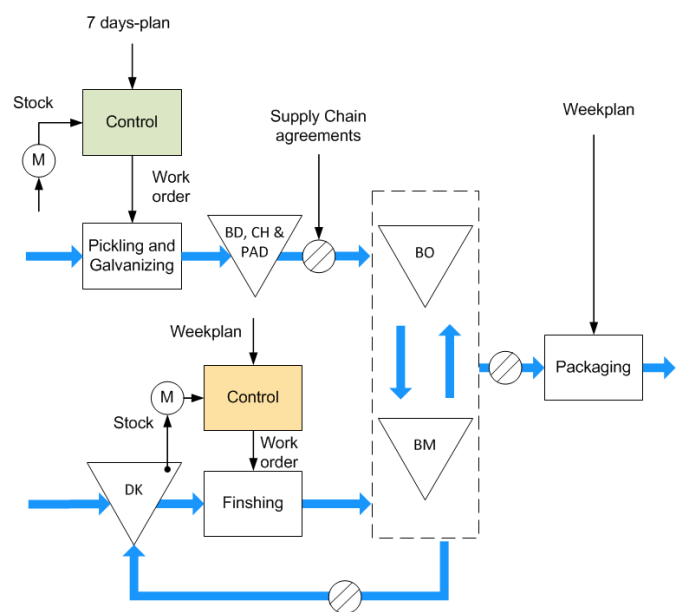 7 days-plan
Stock
Control
M
Work
order
Supply Chain
agreements
Weekplan
Pickling and
Galvanizing
BD, CH &
PAD
BO
Weekplan
Packaging
M
Control
Stock
Work
order
BM
DK
Finshing